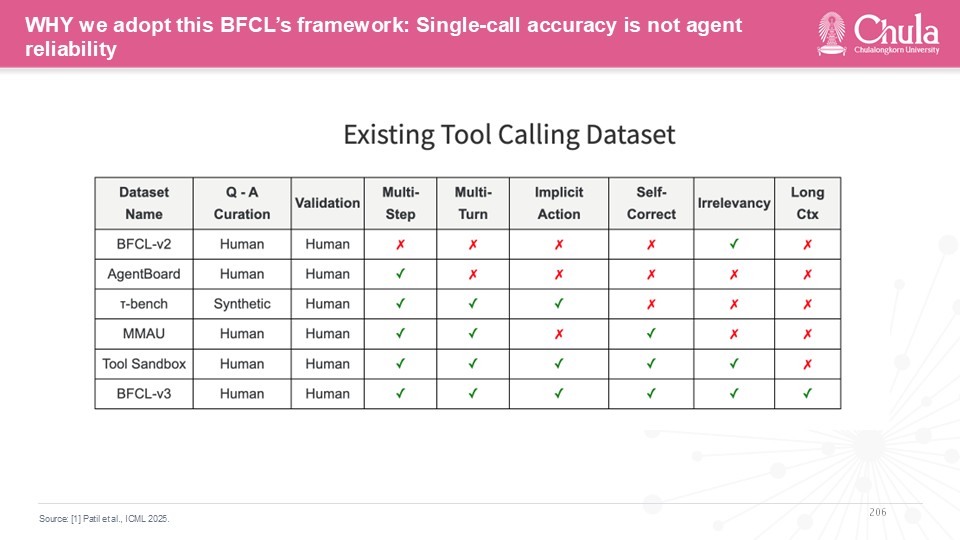 WHY we adopt this BFCL's framework: Single-call accuracy is not agent
reliability
Chula
Chulalongkorn University
Existing Tool Calling Dataset
Dataset Name | Q - A Curation | Validation | Multi-Step | Multi-Turn | Implicit Action | Self-Correct | Irrelevancy | Long Ctx
BFCL-v2 | Human | Human | ✗ | ✗ | ✗ | ✗ | ✓ | ✗
AgentBoard | Human | Human | ✓ | ✗ | ✗ | ✗ | ✗ | ✗
τ-bench | Synthetic | Human | ✓ | ✓ | ✓ | ✗ | ✗ | ✗
MMAU | Human | Human | ✓ | ✓ | ✗ | ✓ | ✗ | ✗
Tool Sandbox | Human | Human | ✓ | ✓ | ✓ | ✓ | ✓ | ✗
BFCL-v3 | Human | Human | ✓ | ✓ | ✓ | ✓ | ✓ | ✓
Source: [1] Patil et al., ICML 2025.
206